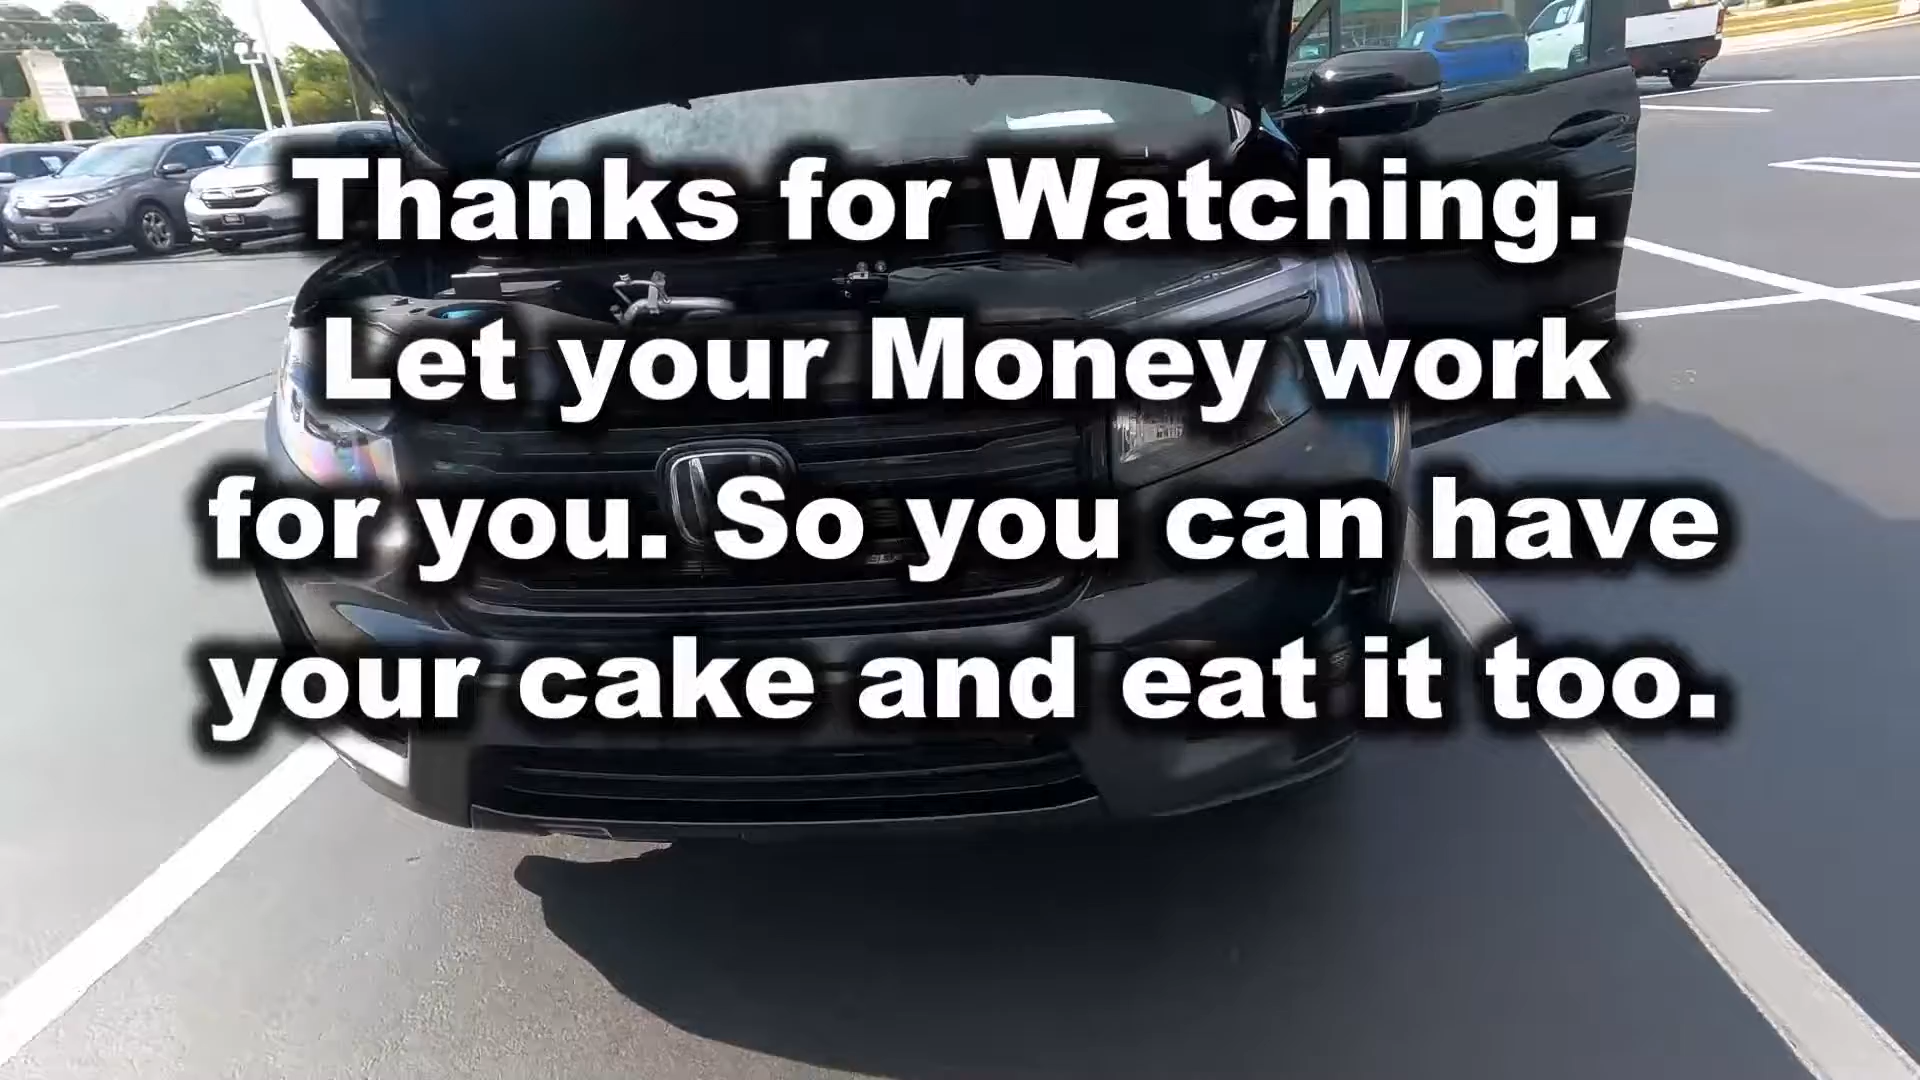 Thanks for Watching.
Let your Money work
for you. So you can have
your cake and eat it too.